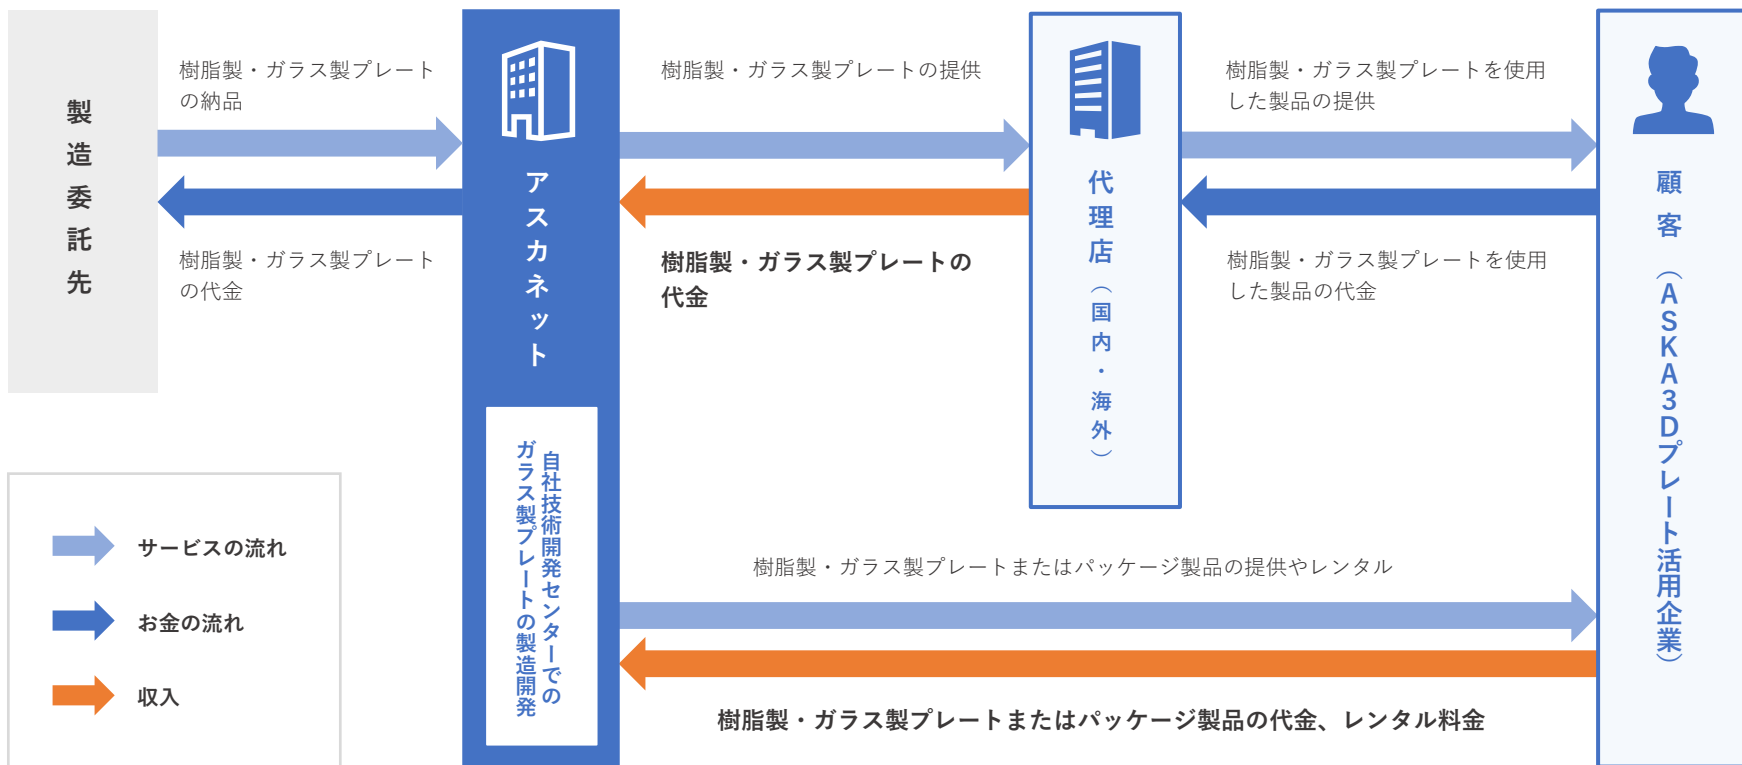 製造委託先
樹脂製・ガラス製プレート
の納品
樹脂製・ガラス製プレート
の代金
アスカネット
自社技術開発センターでの
ガラス製プレートの製造開発
樹脂製・ガラス製プレートの提供
樹脂製・ガラス製プレートの
代金
代理店（国内・海外）
樹脂製・ガラス製プレートを使用
した製品の提供
樹脂製・ガラス製プレートを使用
した製品の代金
顧客（ASKA3Dプレート活用企業）
樹脂製・ガラス製プレートまたはパッケージ製品の提供やレンタル
樹脂製・ガラス製プレートまたはパッケージ製品の代金、レンタル料金
サービスの流れ
お金の流れ
収入